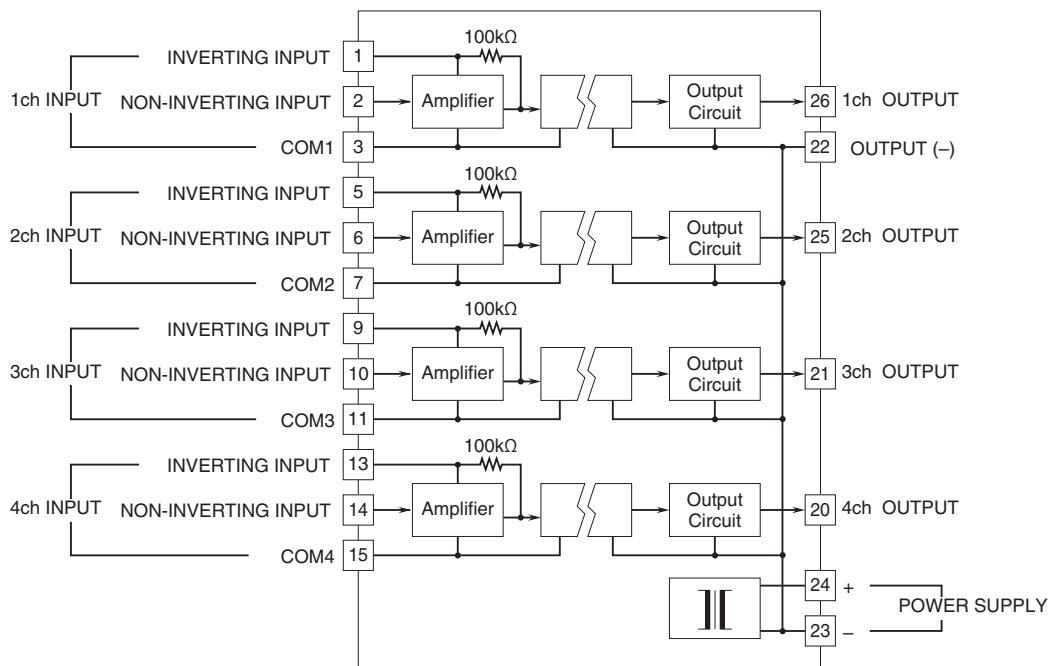 100kΩ
INVERTING INPUT 1
1ch INPUT NON-INVERTING INPUT 2 Amplifier Output Circuit 26 1ch OUTPUT
COM1 3 22 OUTPUT (–)
100kΩ
INVERTING INPUT 5
2ch INPUT NON-INVERTING INPUT 6 Amplifier Output Circuit 25 2ch OUTPUT
COM2 7
100kΩ
INVERTING INPUT 9
3ch INPUT NON-INVERTING INPUT 10 Amplifier Output Circuit 21 3ch OUTPUT
COM3 11
100kΩ
INVERTING INPUT 13
4ch INPUT NON-INVERTING INPUT 14 Amplifier Output Circuit 20 4ch OUTPUT
COM4 15
24 +
POWER SUPPLY
23 –